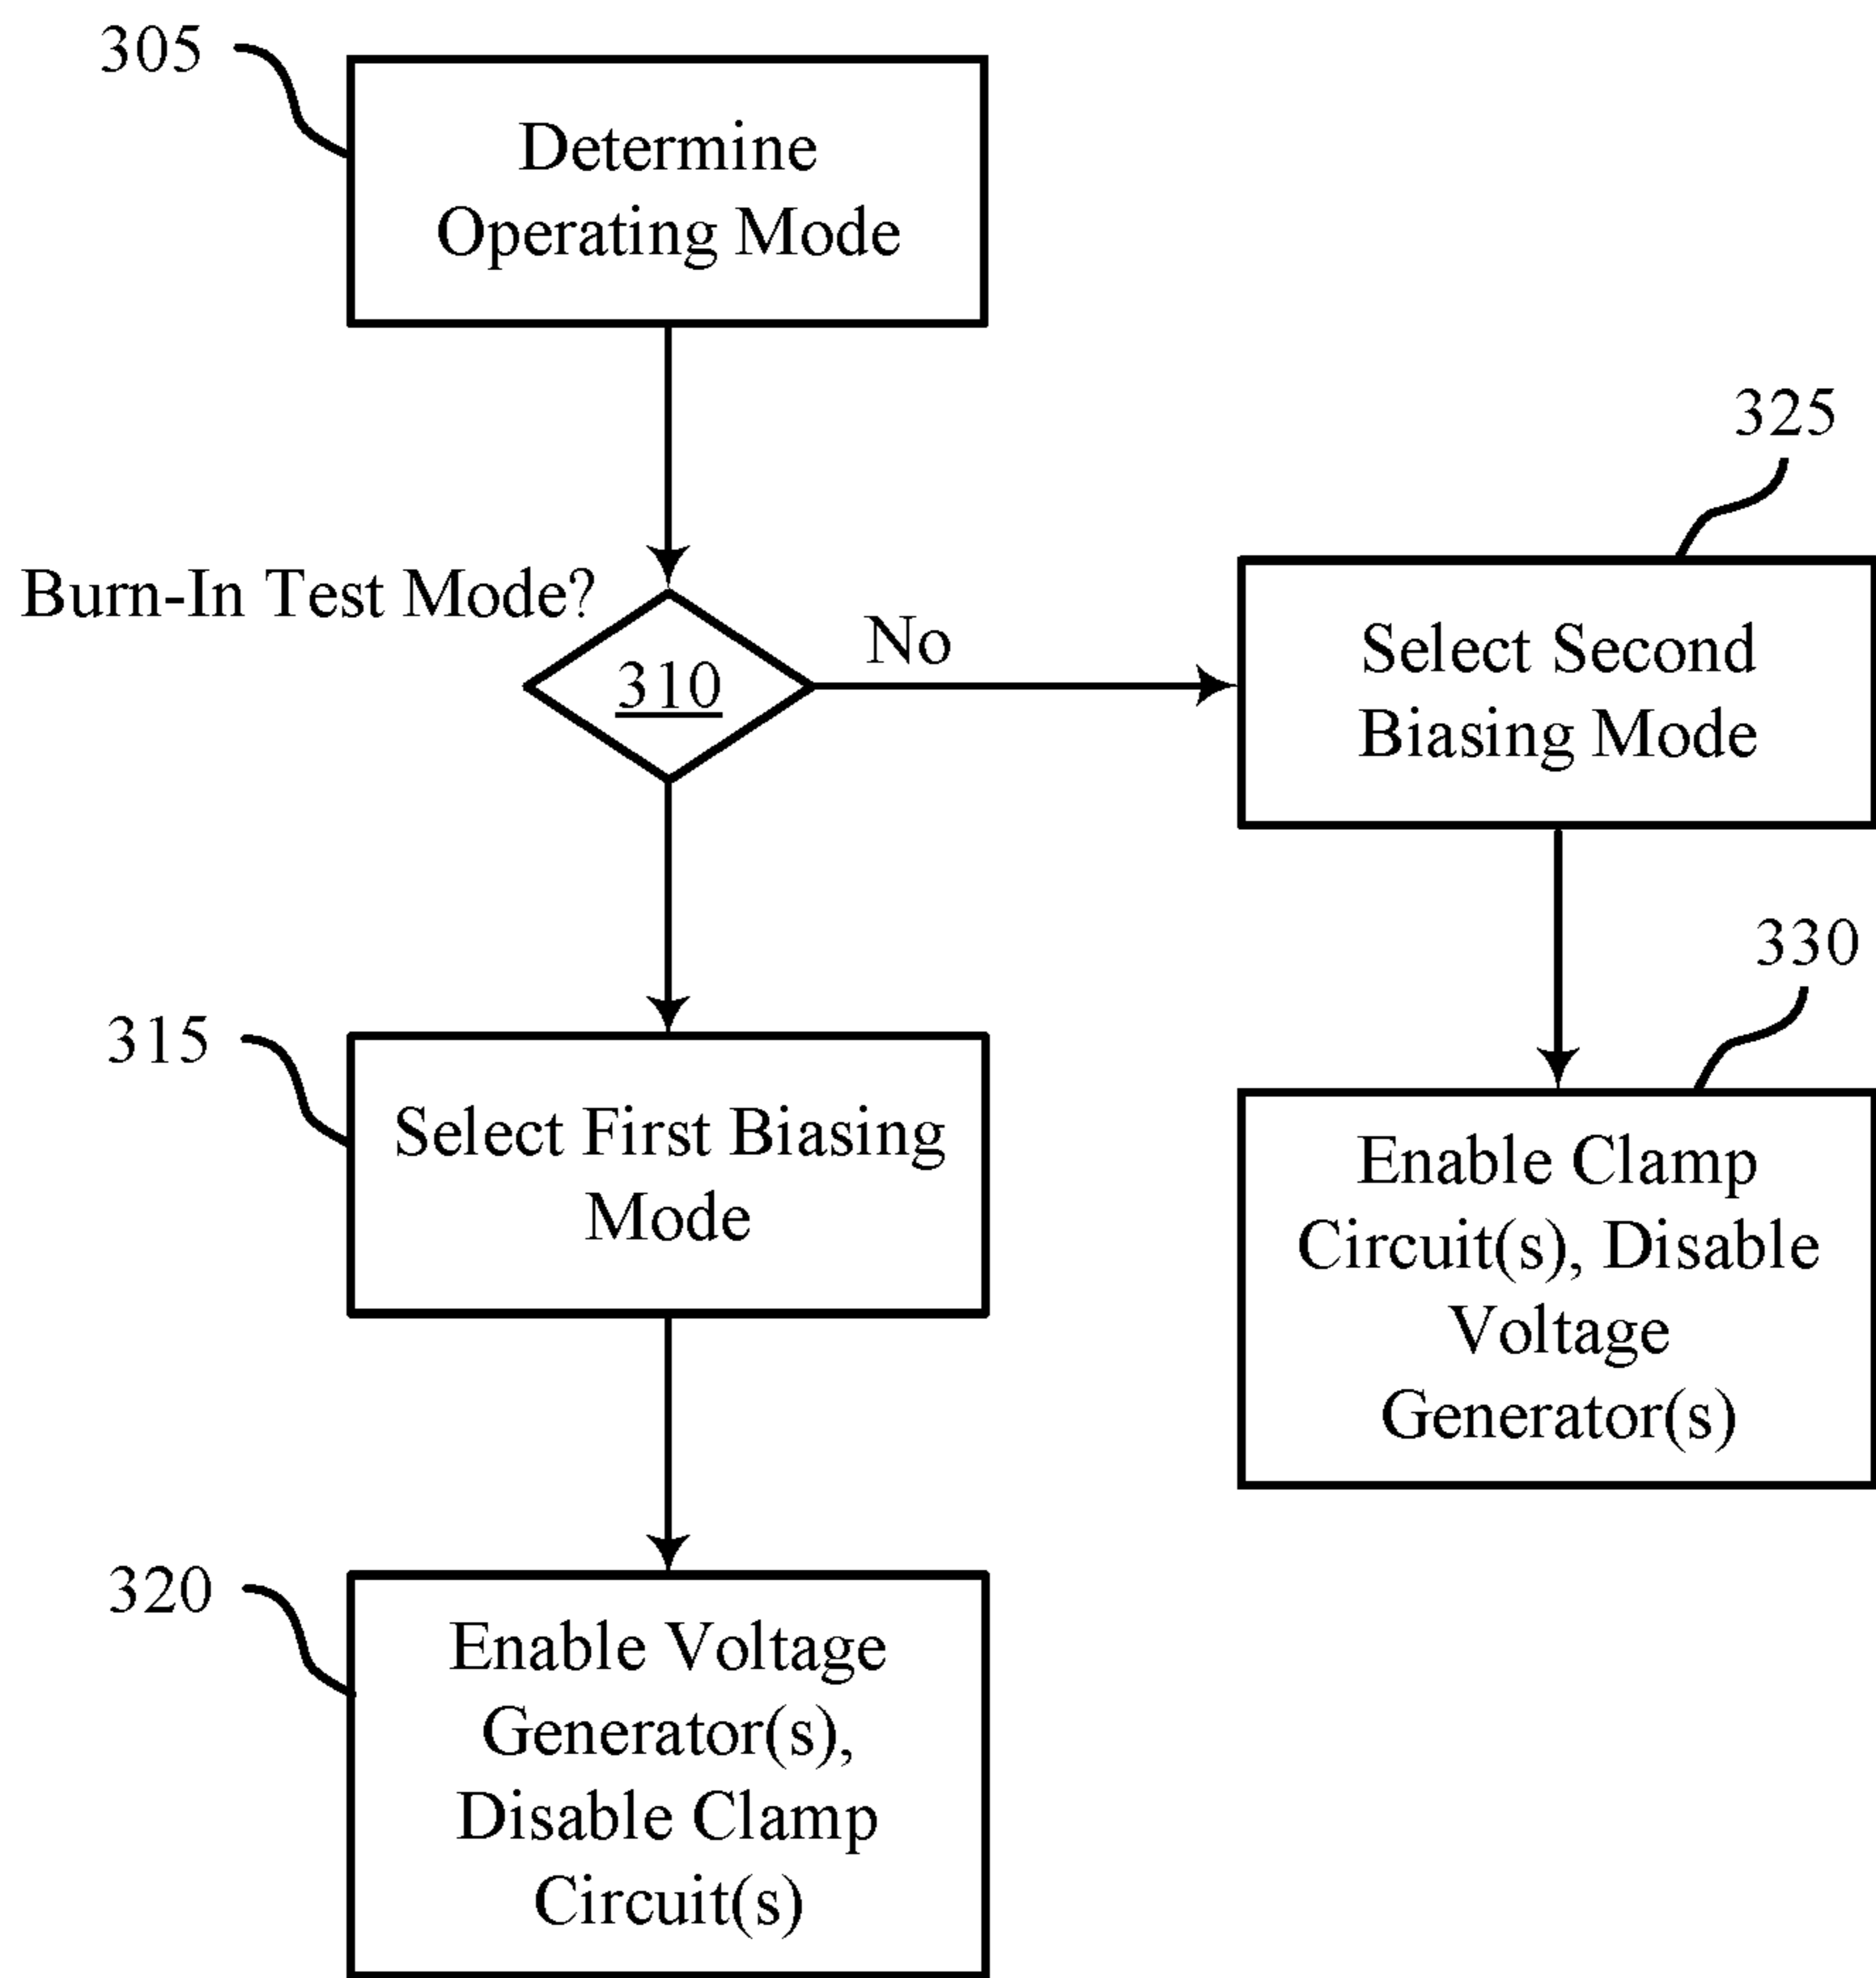 305
Determine
Operating Mode
Burn-In Test Mode?
310
No
325
Select Second
Biasing Mode
315
Select First Biasing
Mode
330
Enable Clamp
Circuit(s), Disable
Voltage
Generator(s)
320
Enable Voltage
Generator(s),
Disable Clamp
Circuit(s)